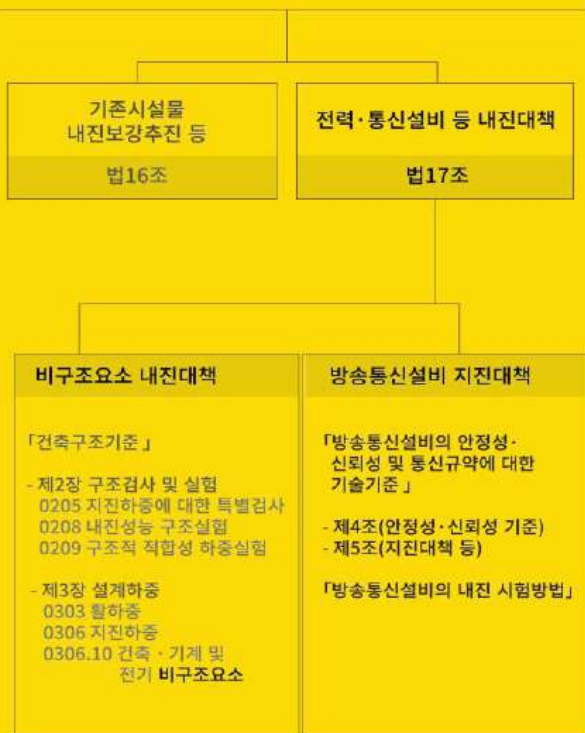 기존시설물
내진보강추진 등
법16조
전력·통신설비 등 내진대책
법17조
비구조요소 내진대책
「건축구조기준 」
- 제2장 구조검사 및 실험
0205 지진하중에 대한 특별검사
0208 내진성능 구조실험
0209 구조적 적합성 하중실험
- 제3장 설계하중
0303 활하중
0306 지진하중
0306.10 건축 · 기계 및
전기 비구조요소
방송통신설비 지진대책
「방송통신설비의 안정성·
신뢰성 및 통신규약에 대한
기술기준 」
- 제4조(안정성·신뢰성 기준)
- 제5조(지진대책 등)
「방송통신설비의 내진 시험방법」